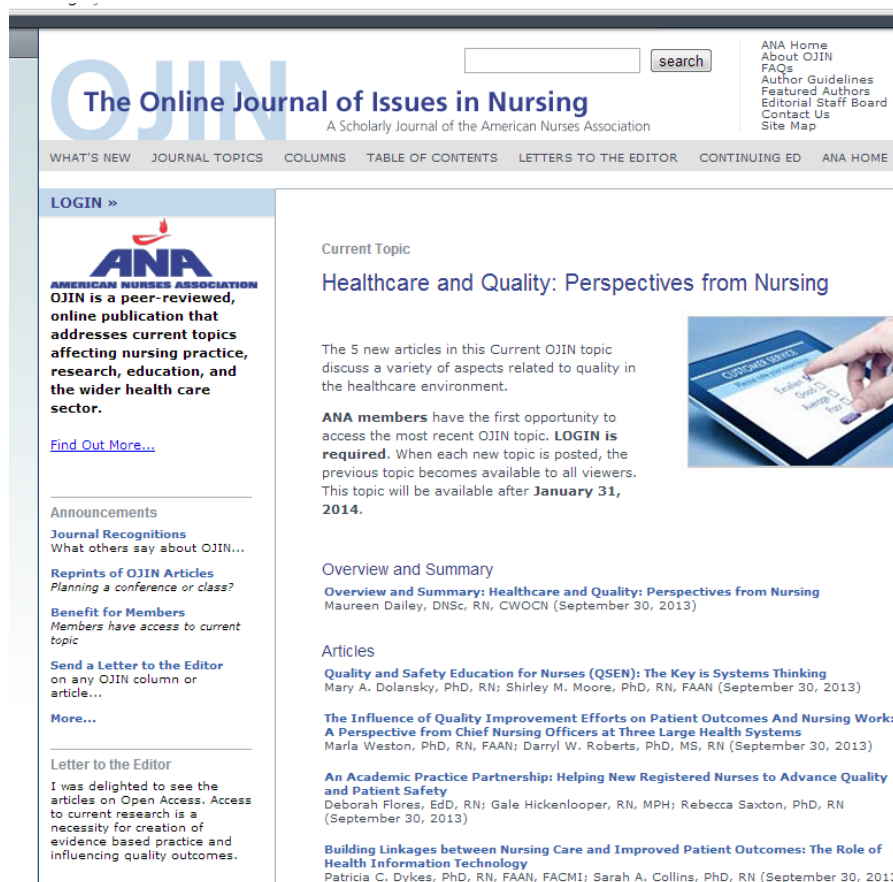 search
ANA Home
About OJIN
FAQs
Author Guidelines
Featured Authors
Editorial Staff Board
Contact Us
Site Map
OJIN
The Online Journal of Issues in Nursing
A Scholarly Journal of the American Nurses Association
WHAT'S NEW JOURNAL TOPICS COLUMNS TABLE OF CONTENTS LETTERS TO THE EDITOR CONTINUING ED ANA HOME
LOGIN »
ANA
AMERICAN NURSES ASSOCIATION
OJIN is a peer-reviewed,
online publication that
addresses current topics
affecting nursing practice,
research, education, and
the wider health care
sector.
Find Out More...
Announcements
Journal Recognitions
What others say about OJIN...
Reprints of OJIN Articles
Planning a conference or class?
Benefit for Members
Members have access to current
topic
Send a Letter to the Editor
on any OJIN column or
article...
More...
Letter to the Editor
I was delighted to see the
articles on Open Access. Access
to current research is a
necessity for creation of
evidence based practice and
influencing quality outcomes.
Current Topic
Healthcare and Quality: Perspectives from Nursing
The 5 new articles in this Current OJIN topic
discuss a variety of aspects related to quality in
the healthcare environment.
ANA members have the first opportunity to
access the most recent OJIN topic. LOGIN is
required. When each new topic is posted, the
previous topic becomes available to all viewers.
This topic will be available after January 31,
2014.
CUSTOMER SERVICE
Excellent
Good
Average
Overview and Summary
Overview and Summary: Healthcare and Quality: Perspectives from Nursing
Maureen Dailey, DNSc, RN, CWOCN (September 30, 2013)
Articles
Quality and Safety Education for Nurses (QSEN): The Key is Systems Thinking
Mary A. Dolansky, PhD, RN; Shirley M. Moore, PhD, RN, FAAN (September 30, 2013)
The Influence of Quality Improvement Efforts on Patient Outcomes And Nursing Work:
A Perspective from Chief Nursing Officers at Three Large Health Systems
Marla Weston, PhD, RN, FAAN; Darryl W. Roberts, PhD, MS, RN (September 30, 2013)
An Academic Practice Partnership: Helping New Registered Nurses to Advance Quality
and Patient Safety
Deborah Flores, EdD, RN; Gale Hickenlooper, RN, MPH; Rebecca Saxton, PhD, RN
(September 30, 2013)
Building Linkages between Nursing Care and Improved Patient Outcomes: The Role of
Health Information Technology
Patricia C. Dykes, PhD, RN, FAAN, FACMI; Sarah A. Collins, PhD, RN (September 30, 2013